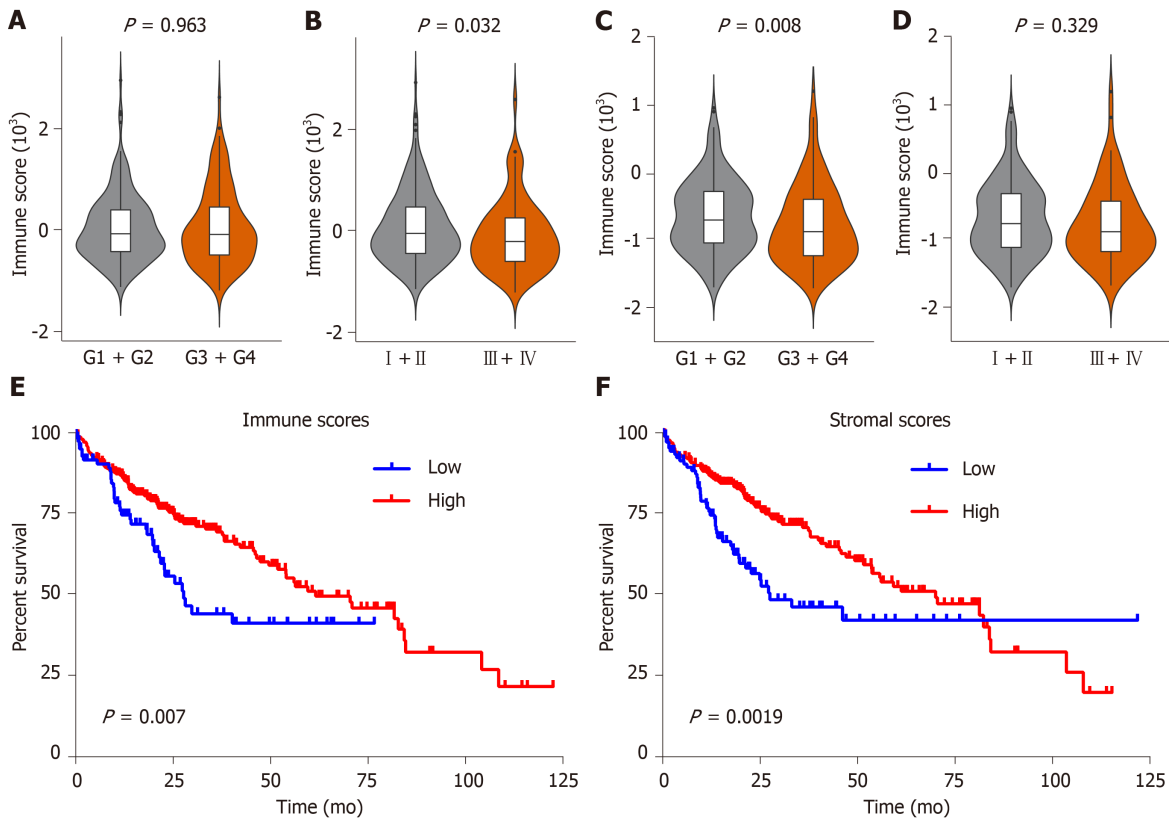 A
P = 0.963
Immune score (10³)
2
0
-2
G1 + G2
G3 + G4
B
P = 0.032
Immune score (10³)
2
0
-2
Ⅰ + Ⅱ
Ⅲ + Ⅳ
C
P = 0.008
Immune score (10³)
2
1
0
-1
-2
G1 + G2
G3 + G4
D
P = 0.329
Immune score (10³)
2
1
0
-1
-2
Ⅰ + Ⅱ
Ⅲ + Ⅳ
E
Immune scores
Percent survival
100
75
50
25
0
Low
High
P = 0.007
0
25
50
75
100
125
Time (mo)
F
Stromal scores
Percent survival
100
75
50
25
0
Low
High
P = 0.0019
0
25
50
75
100
125
Time (mo)